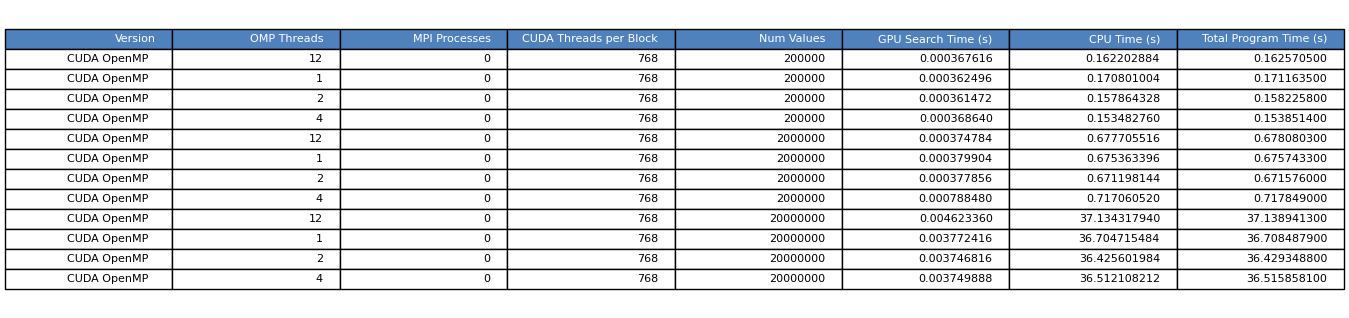 Version OMP Threads MPI Processes CUDA Threads per Block Num Values GPU Search Time (s) CPU Time (s) Total Program Time (s)
CUDA OpenMP 12 0 768 200000 0.000367616 0.162202884 0.162570500
CUDA OpenMP 1 0 768 200000 0.000362496 0.170801004 0.171163500
CUDA OpenMP 2 0 768 200000 0.000361472 0.157864328 0.158225800
CUDA OpenMP 4 0 768 200000 0.000368640 0.153482760 0.153851400
CUDA OpenMP 12 0 768 2000000 0.000374784 0.677705516 0.678080300
CUDA OpenMP 1 0 768 2000000 0.000379904 0.675363396 0.675743300
CUDA OpenMP 2 0 768 2000000 0.000377856 0.671198144 0.671576000
CUDA OpenMP 4 0 768 2000000 0.000788480 0.717060520 0.717849000
CUDA OpenMP 12 0 768 20000000 0.004623360 37.134317940 37.138941300
CUDA OpenMP 1 0 768 20000000 0.003772416 36.704715484 36.708487900
CUDA OpenMP 2 0 768 20000000 0.003746816 36.425601984 36.429348800
CUDA OpenMP 4 0 768 20000000 0.003749888 36.512108212 36.515858100